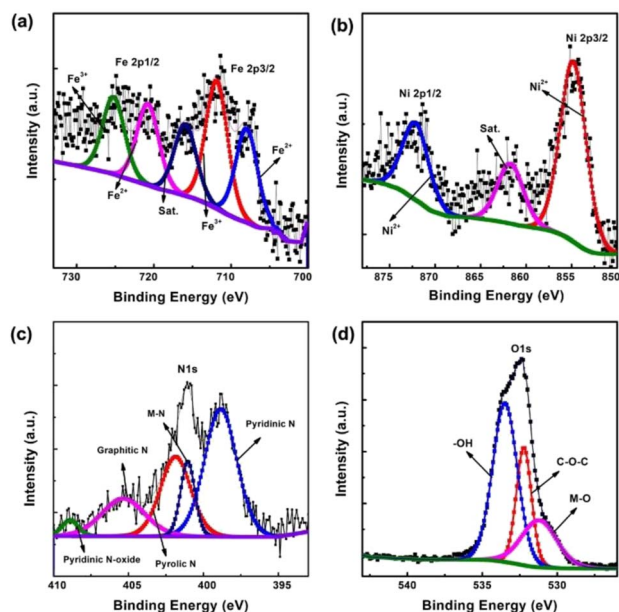 (a)
Fe 2p1/2
Fe 2p3/2
Fe3+
Fe2+
Fe2+
Sat.
Fe3+
Intensity (a.u.)
730 720 710 700
Binding Energy (eV)
(b)
Ni 2p3/2
Ni 2p1/2
Ni2+
Sat.
Ni2+
Intensity (a.u.)
875 870 865 860 855 850
Binding Energy (eV)
(c)
N1s
M-N
Pyridinic N
Graphitic N
Pyridinic N-oxide
Pyrolic N
Intensity (a.u.)
410 405 400 395
Binding Energy (eV)
(d)
O1s
-OH
C-O-C
M-O
Intensity (a.u.)
540 535 530
Binding Energy (eV)